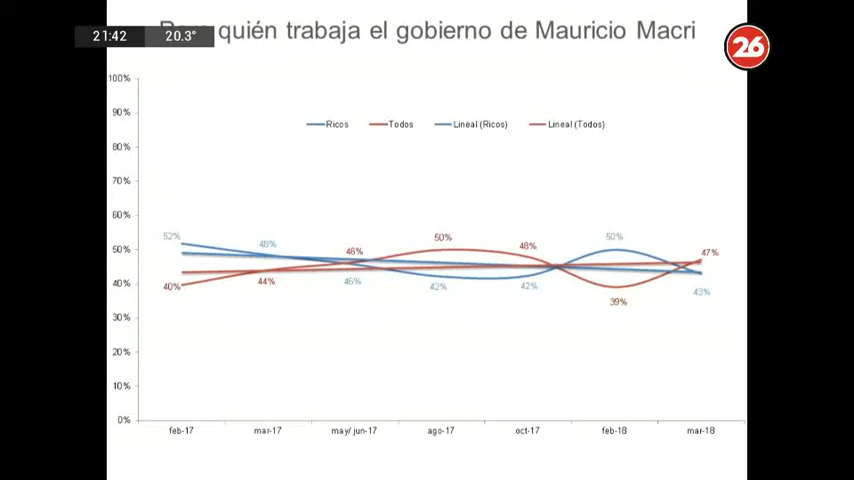 21:42 20.3°
quién trabaja el gobierno de Mauricio Macri
26
100%
90%
Ricos Todos Lineal (Ricos) Lineal (Todos)
80%
70%
60%
52% 48% 46% 50% 48% 50% 47%
50%
40% 44% 46% 42% 42% 39% 43%
40%
30%
20%
10%
0%
feb-17 mar-17 may/ jun-17 ago-17 oct-17 feb-18 mar-18